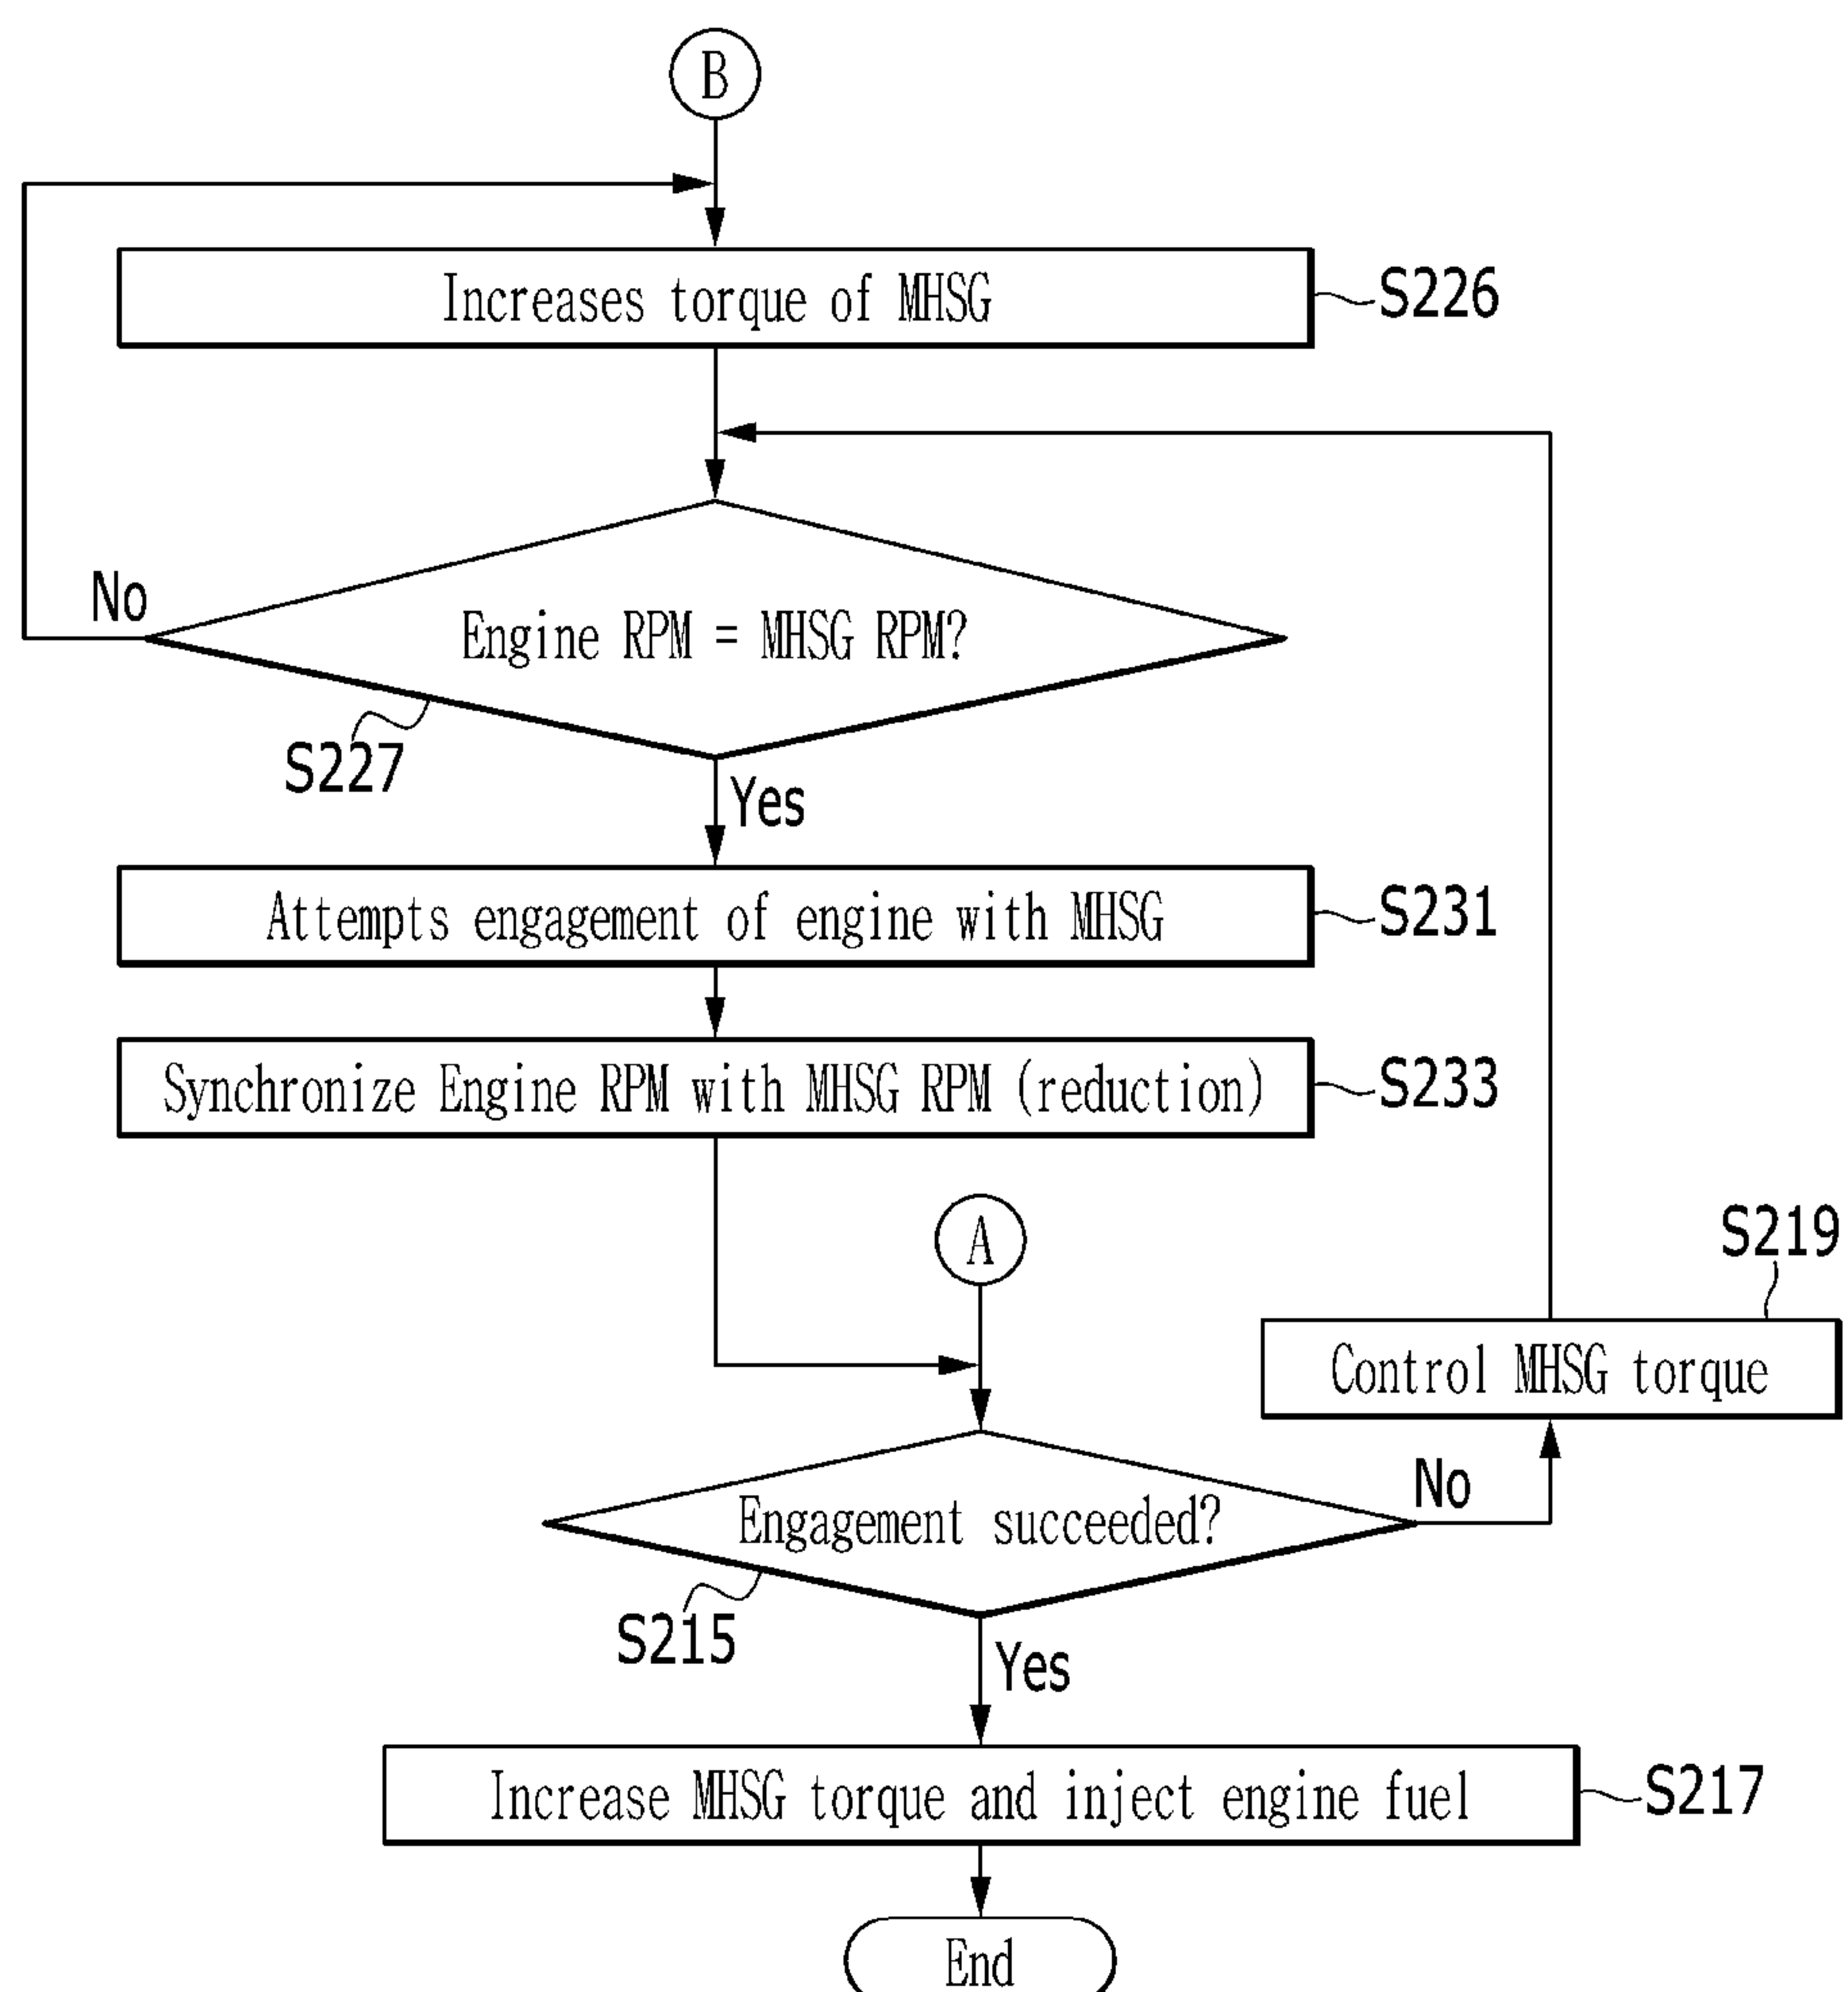 B
Increases torque of MHSG
S226
No
Engine RPM = MHSG RPM?
S227
Yes
Attempts engagement of engine with MHSG
S231
Synchronize Engine RPM with MHSG RPM (reduction)
S233
A
S219
Control MHSG torque
No
Engagement succeeded?
S215
Yes
Increase MHSG torque and inject engine fuel
S217
End